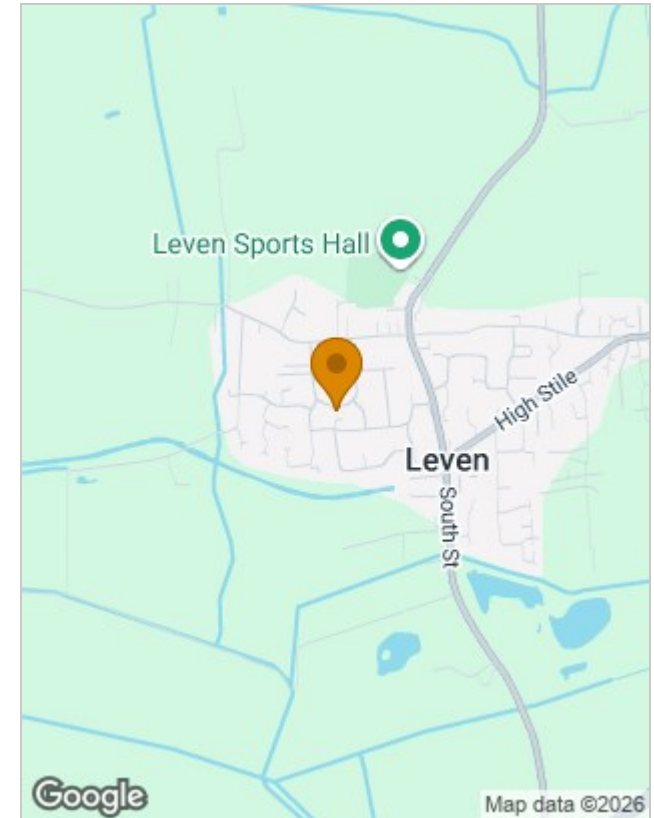 Leven Sports Hall
High Stile
Leven
South St
Google
Map data ©2026